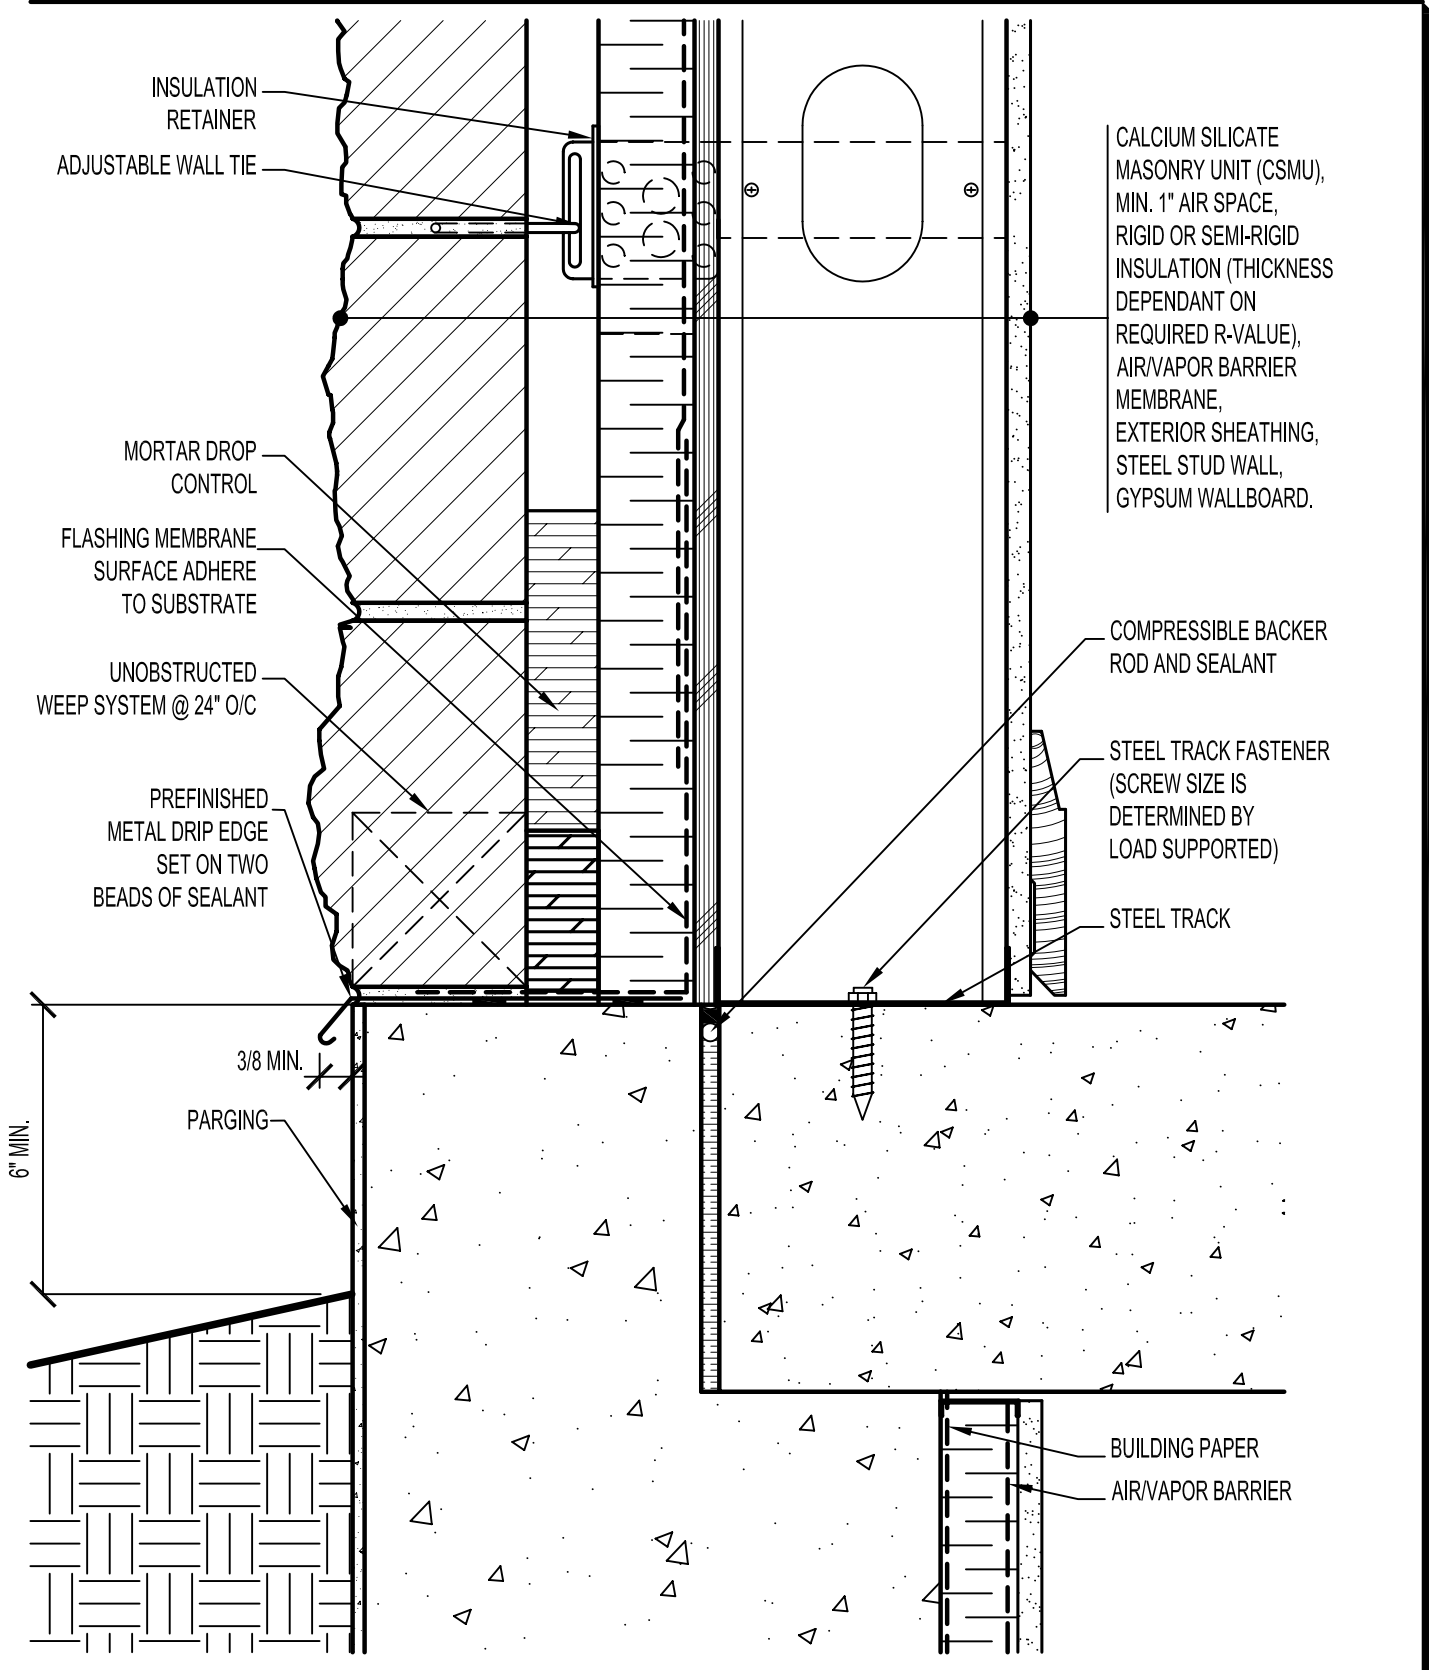 INSULATION
RETAINER
ADJUSTABLE WALL TIE
MORTAR DROP
CONTROL
FLASHING MEMBRANE
SURFACE ADHERE
TO SUBSTRATE
UNOBSTRUCTED
WEEP SYSTEM @ 24" O/C
PREFINISHED
METAL DRIP EDGE
SET ON TWO
BEADS OF SEALANT
3/8 MIN.
PARGING
6" MIN.
CALCIUM SILICATE
MASONRY UNIT (CSMU),
MIN. 1" AIR SPACE,
RIGID OR SEMI-RIGID
INSULATION (THICKNESS
DEPENDANT ON
REQUIRED R-VALUE),
AIR/VAPOR BARRIER
MEMBRANE,
EXTERIOR SHEATHING,
STEEL STUD WALL,
GYPSUM WALLBOARD.
COMPRESSIBLE BACKER
ROD AND SEALANT
STEEL TRACK FASTENER
(SCREW SIZE IS
DETERMINED BY
LOAD SUPPORTED)
STEEL TRACK
BUILDING PAPER
AIR/VAPOR BARRIER